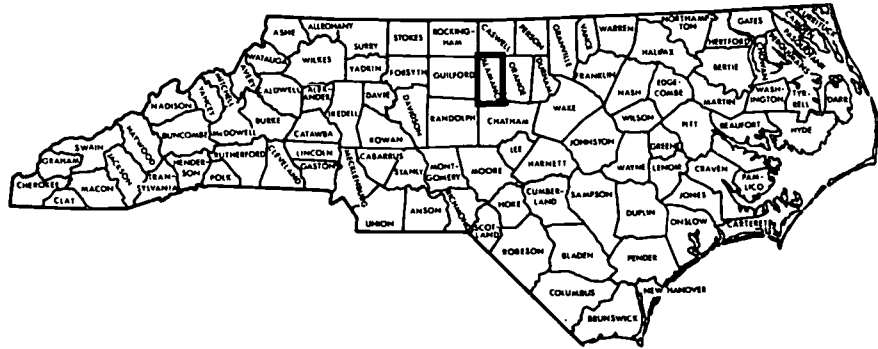 ASHE
ALLEGHANY
SURRY
STOKES
ROCKING-
HAM
CASWELL
PERSON
GRANVILLE
VANCE
WARREN
NORTHAMP
TON
GATES
HERTFORD
CURRITUCK
CAMDEN
PASQUOTANK
PERQUIMANS
CHOWAN
HALIFAX
BERTIE
WATAUGA
WILKES
YADKIN
FORSYTH
GUILFORD
ALAMANCE
ORANGE
DURHAM
FRANKLIN
NASH
EDGE-
COMBE
MARTIN
WASH-
INGTON
TYR-
RELL
DARE
MITCHELL
AVERY
CALDWELL
ALEX-
ANDER
IREDELL
DAVIE
DAVIDSON
RANDOLPH
CHATHAM
WAKE
WILSON
PITT
BEAUFORT
HYDE
MADISON
YANCEY
BURKE
CATAWBA
ROWAN
LEE
JOHNSTON
GREENE
HAYWOOD
BUNCOMBE
McDOWELL
LINCOLN
CABARRUS
MONT-
GOMERY
MOORE
HARNETT
WAYNE
LENOIR
CRAVEN
PAM-
LICO
SWAIN
GRAHAM
JACKSON
HENDER-
SON
RUTHERFORD
CLEVELAND
GASTON
MECKLENBURG
STANLY
CHEROKEE
MACON
TRAN-
SYLVANIA
POLK
CLAY
UNION
ANSON
RICHMOND
HOKE
SCOT-
LAND
CUMBER-
LAND
SAMPSON
DUPLIN
JONES
ONSLOW
CARTERET
ROBESON
BLADEN
PENDER
COLUMBUS
NEW HANOVER
BRUNSWICK